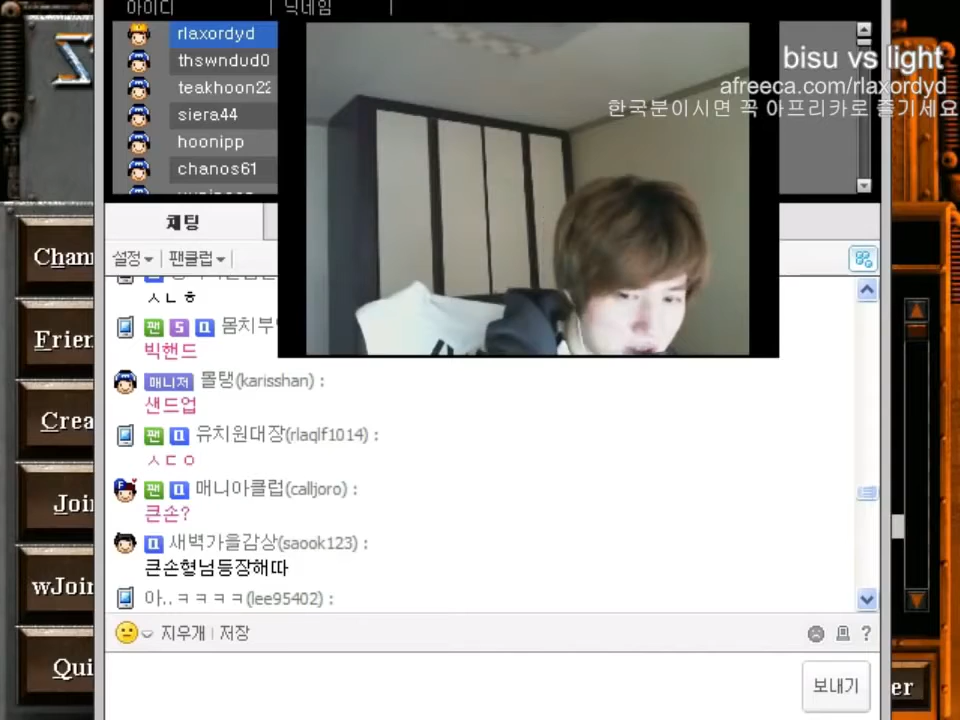 아이디
닉네임
rlaxordyd
thswndud0
teakhoon22
siera44
hoonipp
chanos61
bisu vs light
afreeca.com/rlaxordyd
한국분이시면 꼭 아프리카로 즐기세요
채팅
설정
팬클럽
ㅅㄴㅎ
팬 S 몸치부
빅핸드
매니저 몰탱(karisshan) :
샌드업
팬 유치원대장(rlaqlf1014) :
ㅅㄷㅇ
팬 매니아클럽(calljoro) :
큰손?
새벽가을감상(saook123) :
큰손형님등장해따
아..ㅋㅋㅋㅋ(lee95402) :
지우개 저장
?
보내기
Chann
Frien
Crea
Join
wJoin
Qui
er